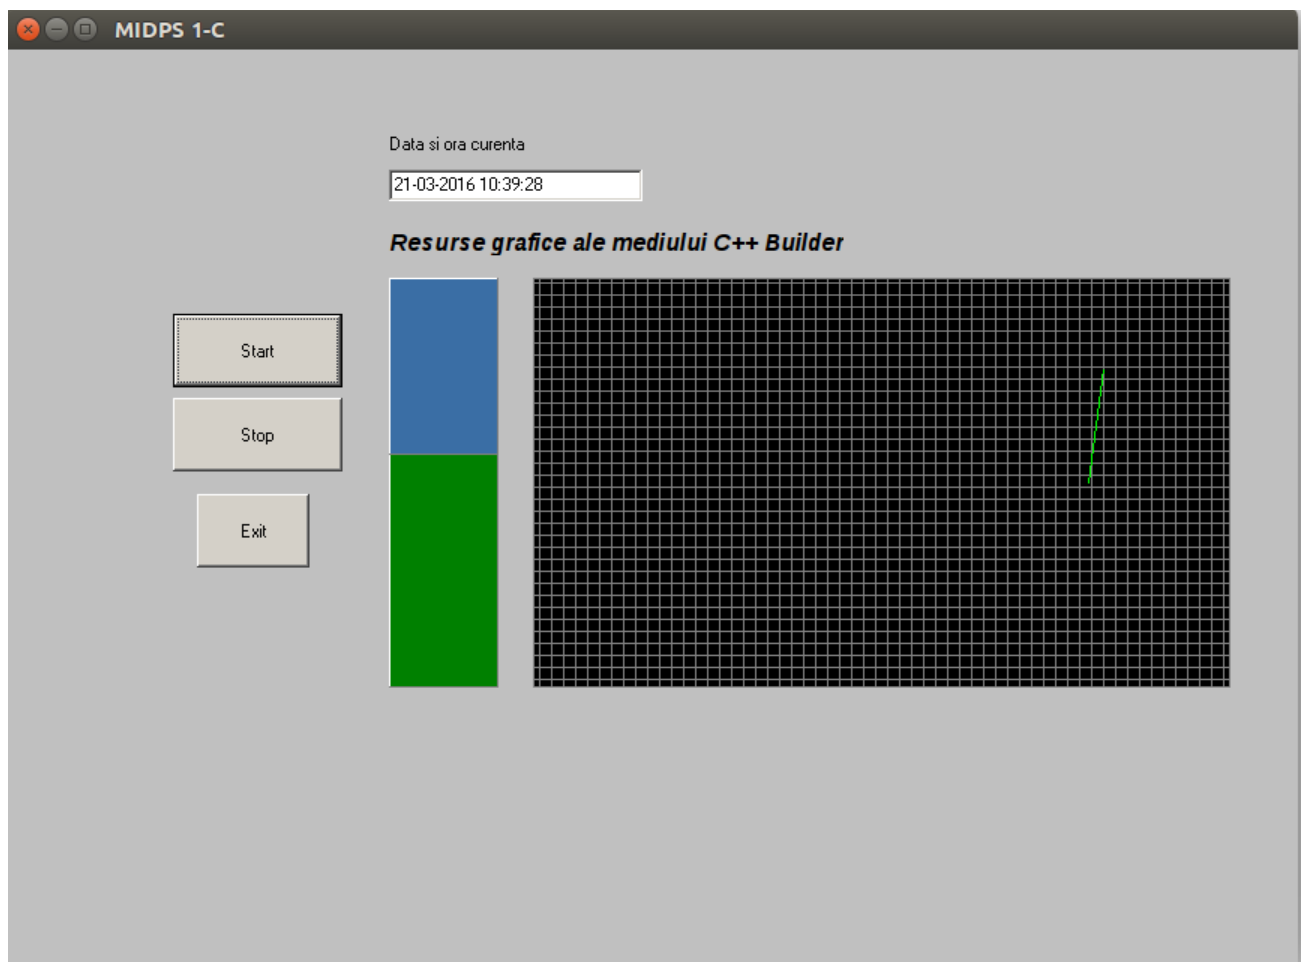 MIDPS 1-C
Data si ora curenta
21-03-2016 10:39:28
Resurse grafice ale mediului C++ Builder
Start
Stop
Exit